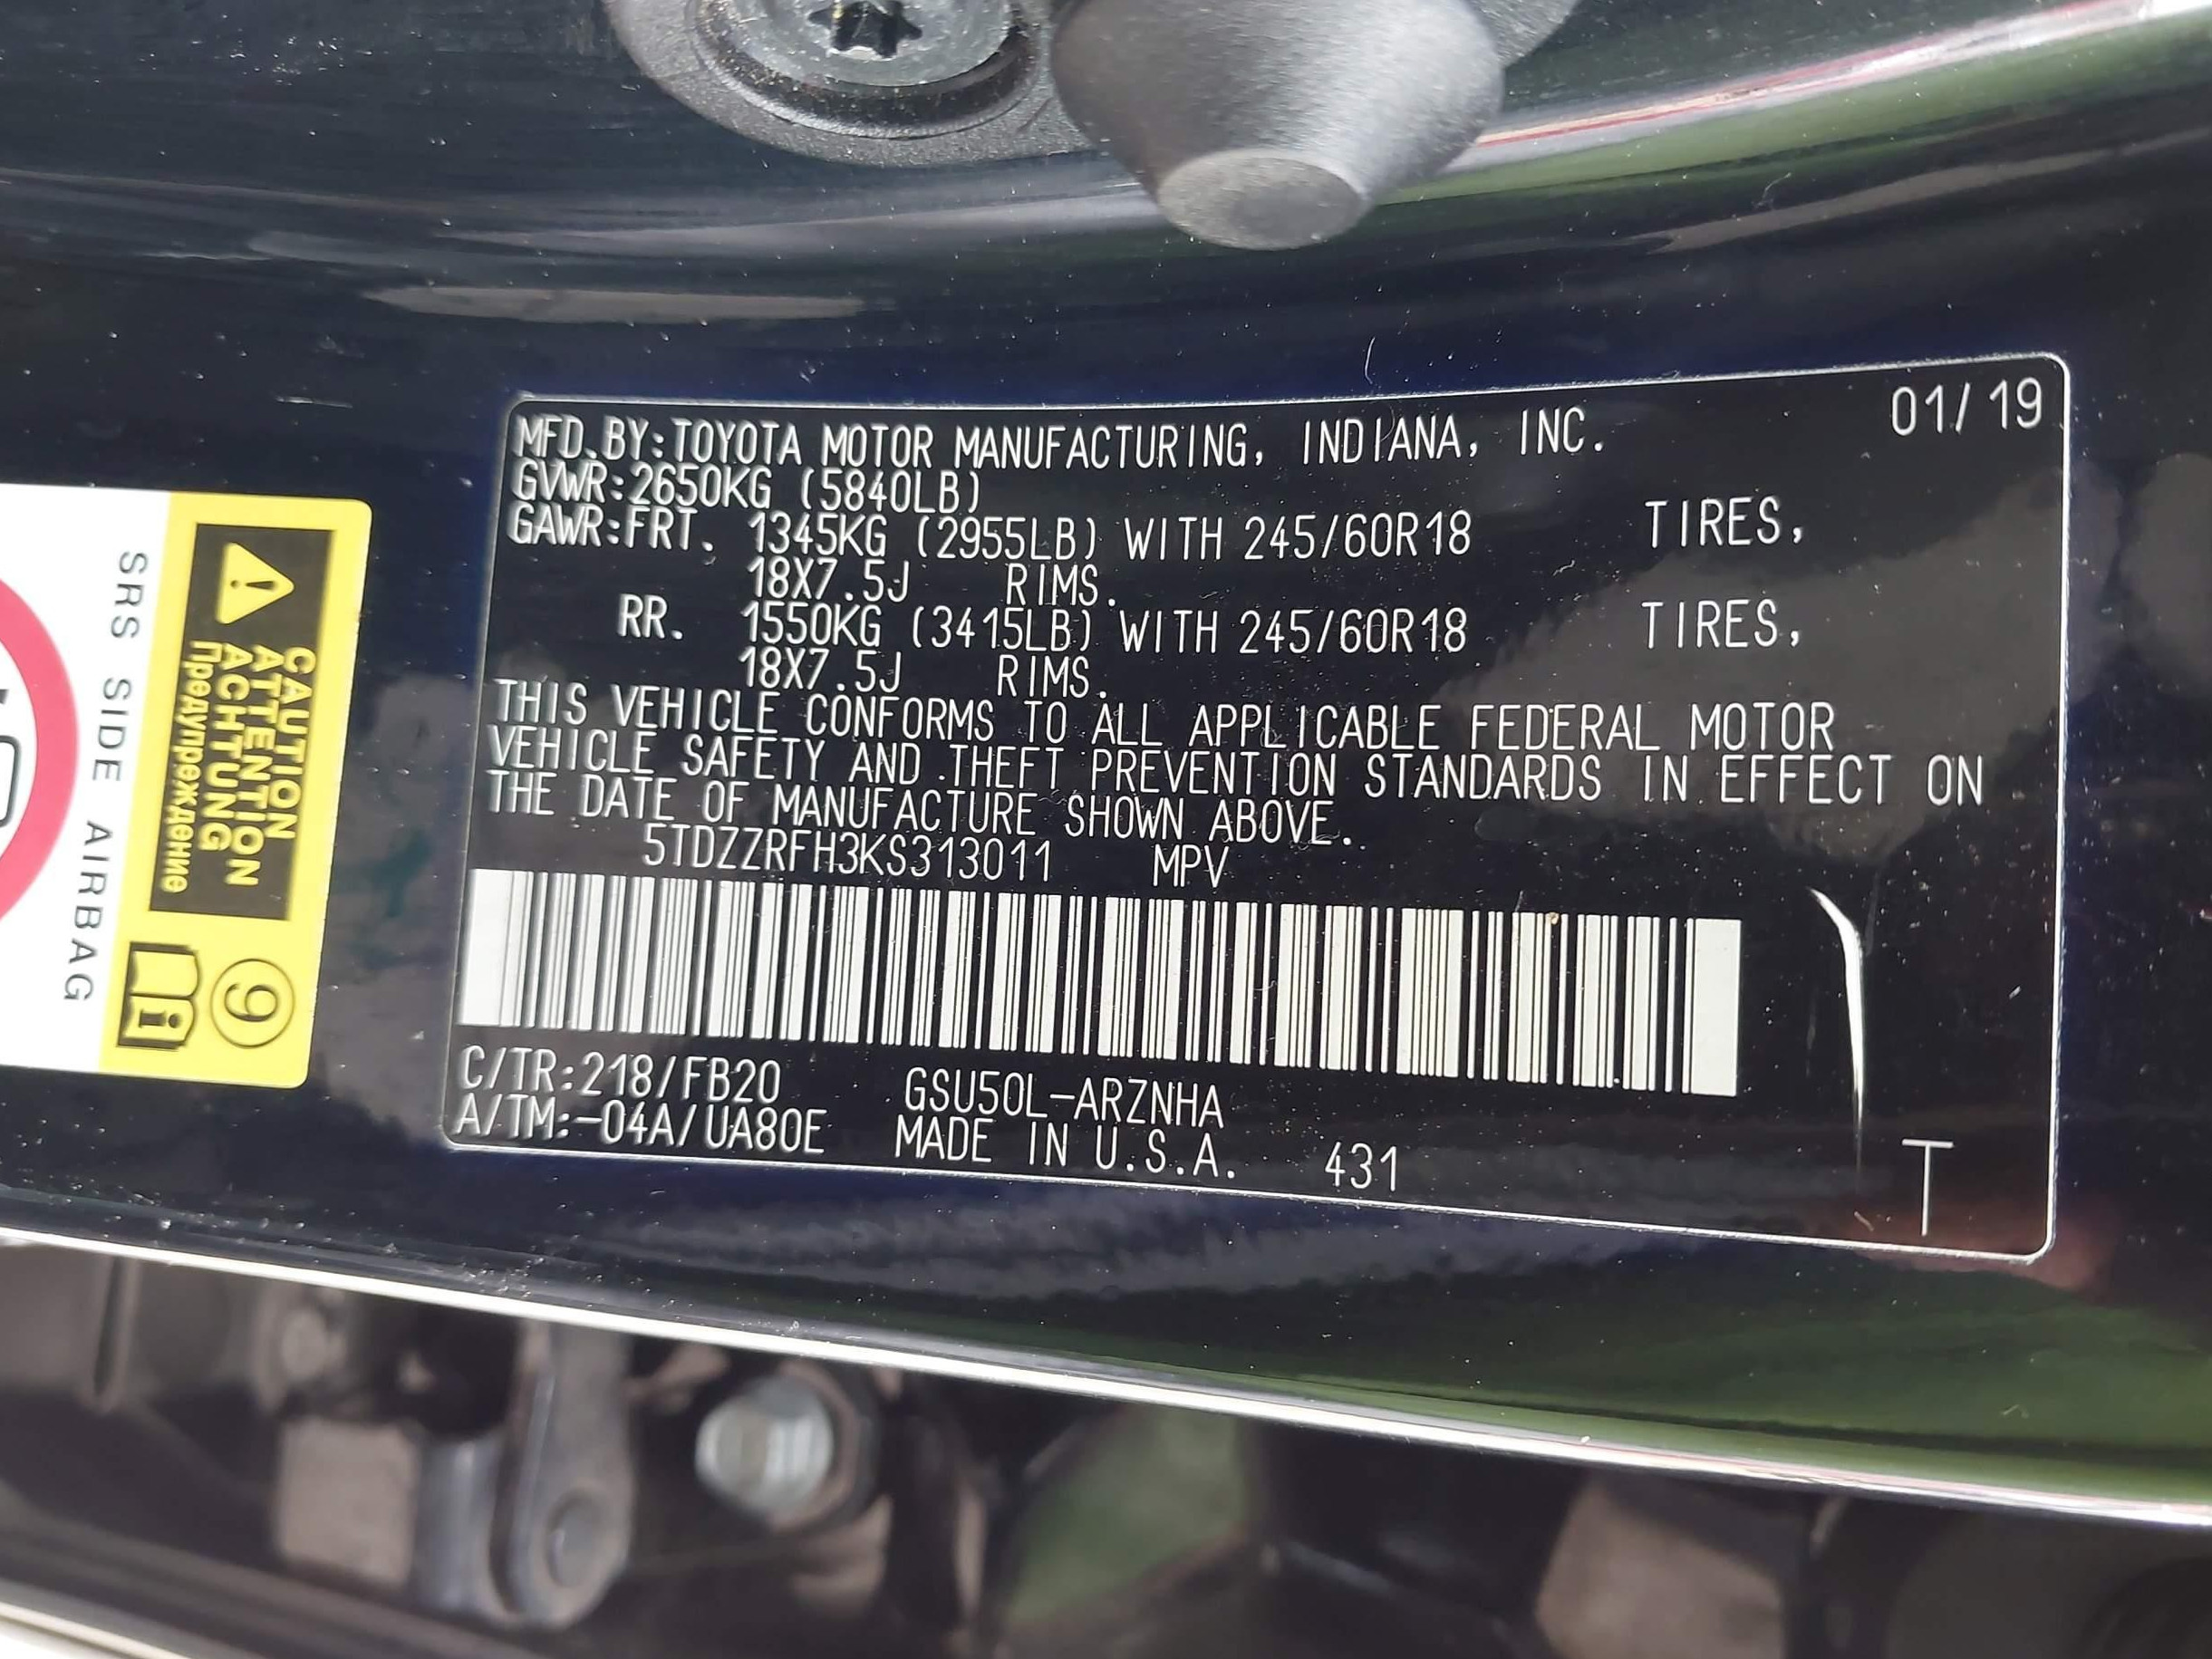 MFD.BY:TOYOTA MOTOR MANUFACTURING, INDIANA, INC. 01/19
GVWR:2650KG (5840LB)
GAWR:FRT. 1345KG (2955LB) WITH 245/60R18 TIRES,
18X7.5J RIMS.
RR. 1550KG (3415LB) WITH 245/60R18 TIRES,
18X7.5J RIMS.
THIS VEHICLE CONFORMS TO ALL APPLICABLE FEDERAL MOTOR
VEHICLE SAFETY AND THEFT PREVENTION STANDARDS IN EFFECT ON
THE DATE OF MANUFACTURE SHOWN ABOVE.
5TDZZRFH3KS313011 MPV
C/TR:218/FB20 GSU50L-ARZNHA
A/TM:-04A/UA80E MADE IN U.S.A. 431
T
CAUTION
ATTENTION
ACHTUNG
Предупреждение
9
i
SRS SIDE AIRBAG